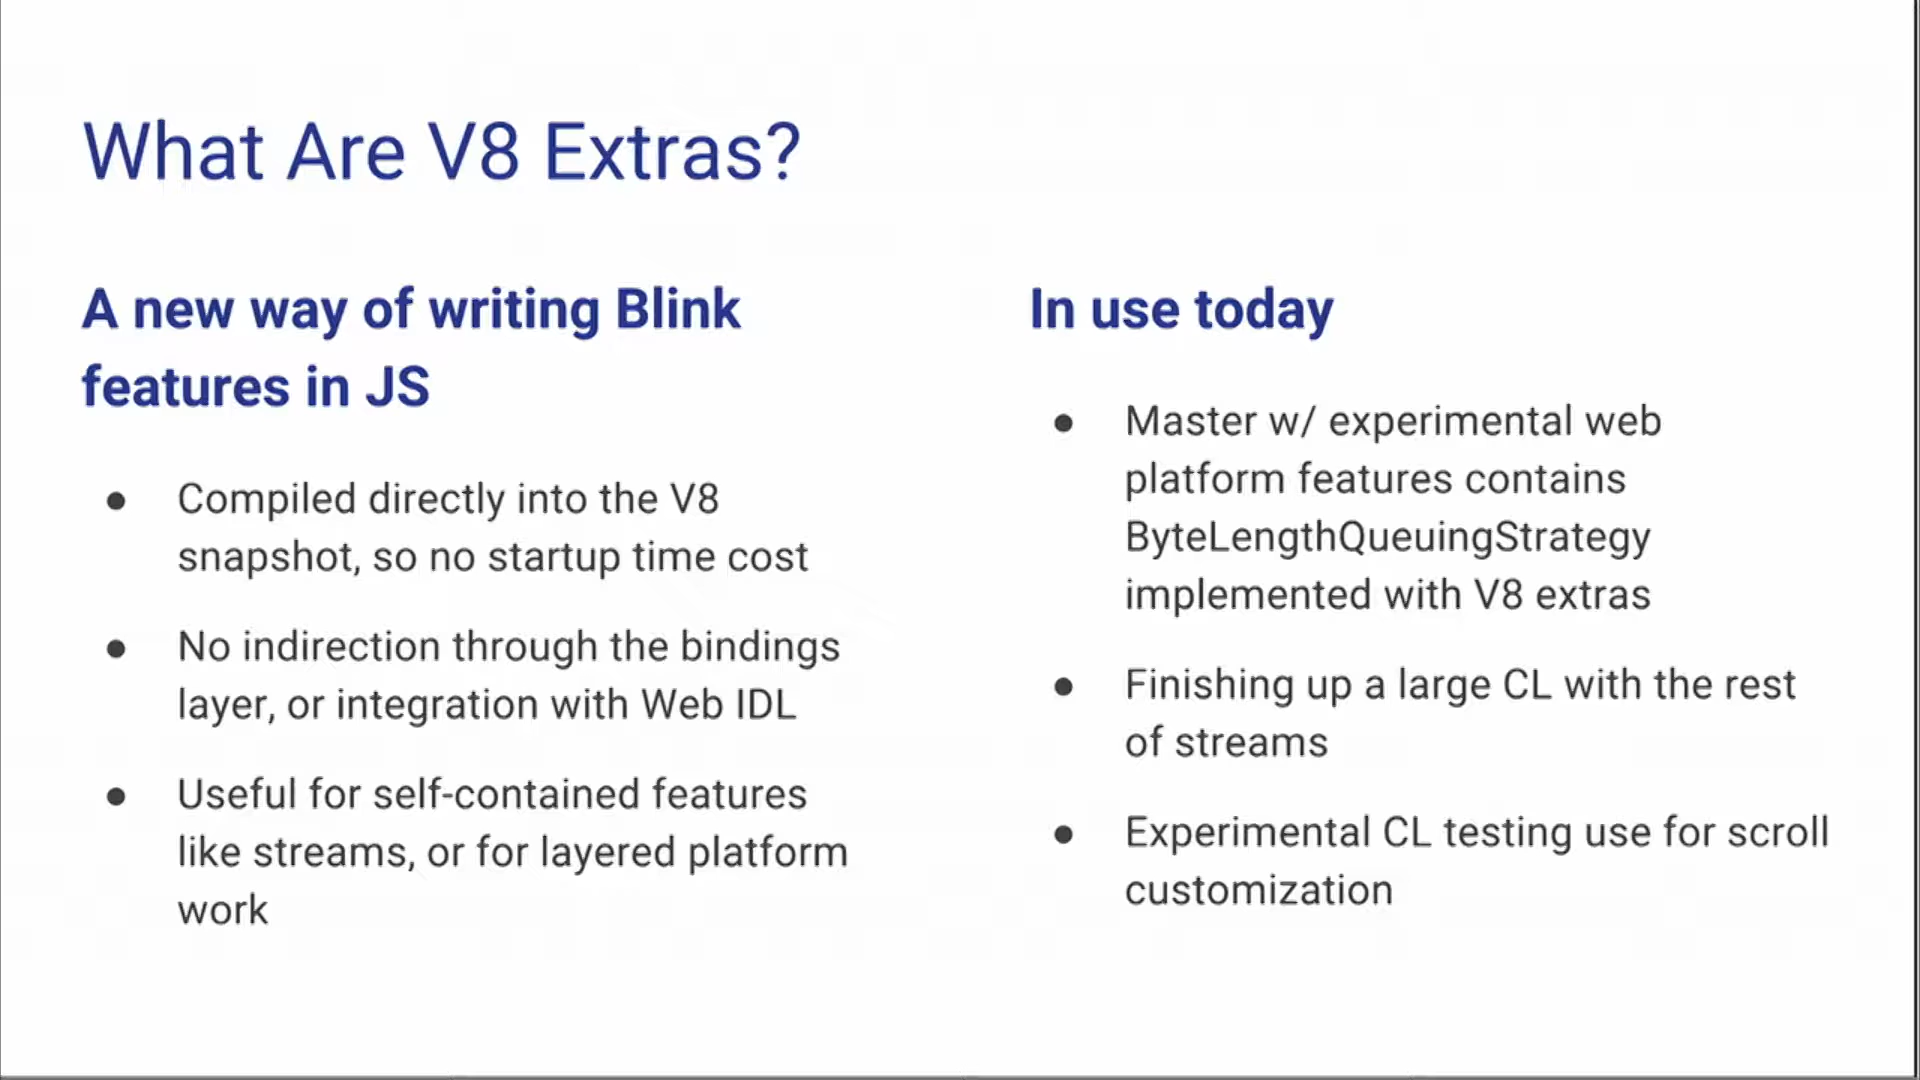 What Are V8 Extras?
A new way of writing Blink
features in JS
● Compiled directly into the V8
snapshot, so no startup time cost
● No indirection through the bindings
layer, or integration with Web IDL
● Useful for self-contained features
like streams, or for layered platform
work
In use today
● Master w/ experimental web
platform features contains
ByteLengthQueuingStrategy
implemented with V8 extras
● Finishing up a large CL with the rest
of streams
● Experimental CL testing use for scroll
customization